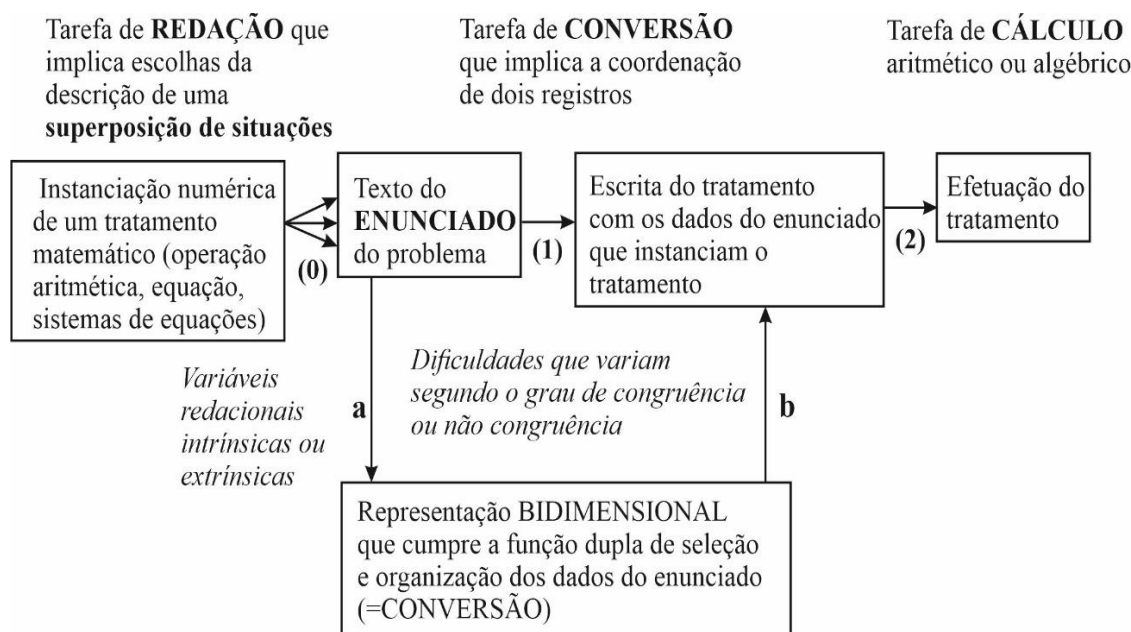 Tarefa de REDAÇÃO que
implica escolhas da
descrição de uma
superposição de situações
Tarefa de CONVERSÃO
que implica a coordenação
de dois registros
Tarefa de CÁLCULO
aritmético ou algébrico
Instanciação numérica
de um tratamento
matemático (operação
aritmética, equação,
sistemas de equações)
(0)
Texto do
ENUNCIADO
do problema
(1)
Escrita do tratamento
com os dados do enunciado
que instanciam o
tratamento
(2)
Efetuação do
tratamento
Variáveis
redacionais
intrínsicas ou
extrínsicas
a
Dificuldades que variam
segundo o grau de congruência
ou não congruência
b
Representação BIDIMENSIONAL
que cumpre a função dupla de seleção
e organização dos dados do enunciado
(=CONVERSÃO)